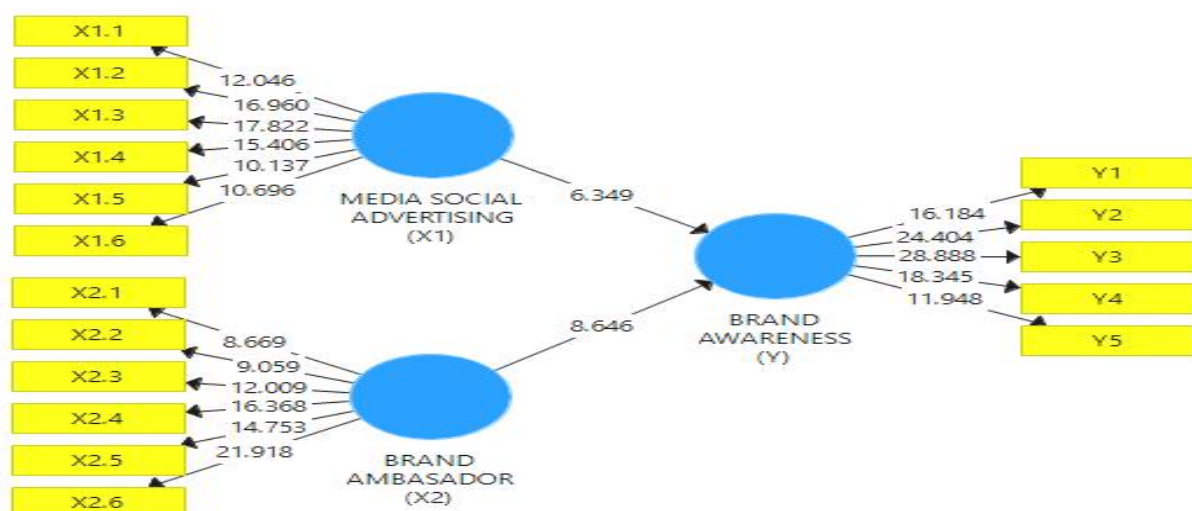 X1.1
X1.2
X1.3
X1.4
X1.5
X1.6
12.046
16.960
17.822
15.406
10.137
10.696
MEDIA SOCIAL
ADVERTISING
(X1)
6.349
X2.1
X2.2
X2.3
X2.4
X2.5
X2.6
8.669
9.059
12.009
16.368
14.753
21.918
BRAND
AMBASADOR
(X2)
8.646
BRAND
AWARENESS
(Y)
16.184
24.404
28.888
18.345
11.948
Y1
Y2
Y3
Y4
Y5